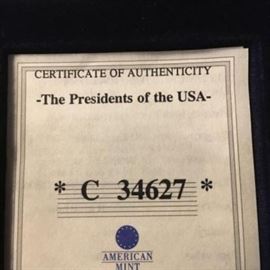 CERTIFICATE OF AUTHENTICITY
-The Presidents of the USA-
* C 34627 *
AMERICAN
MINT